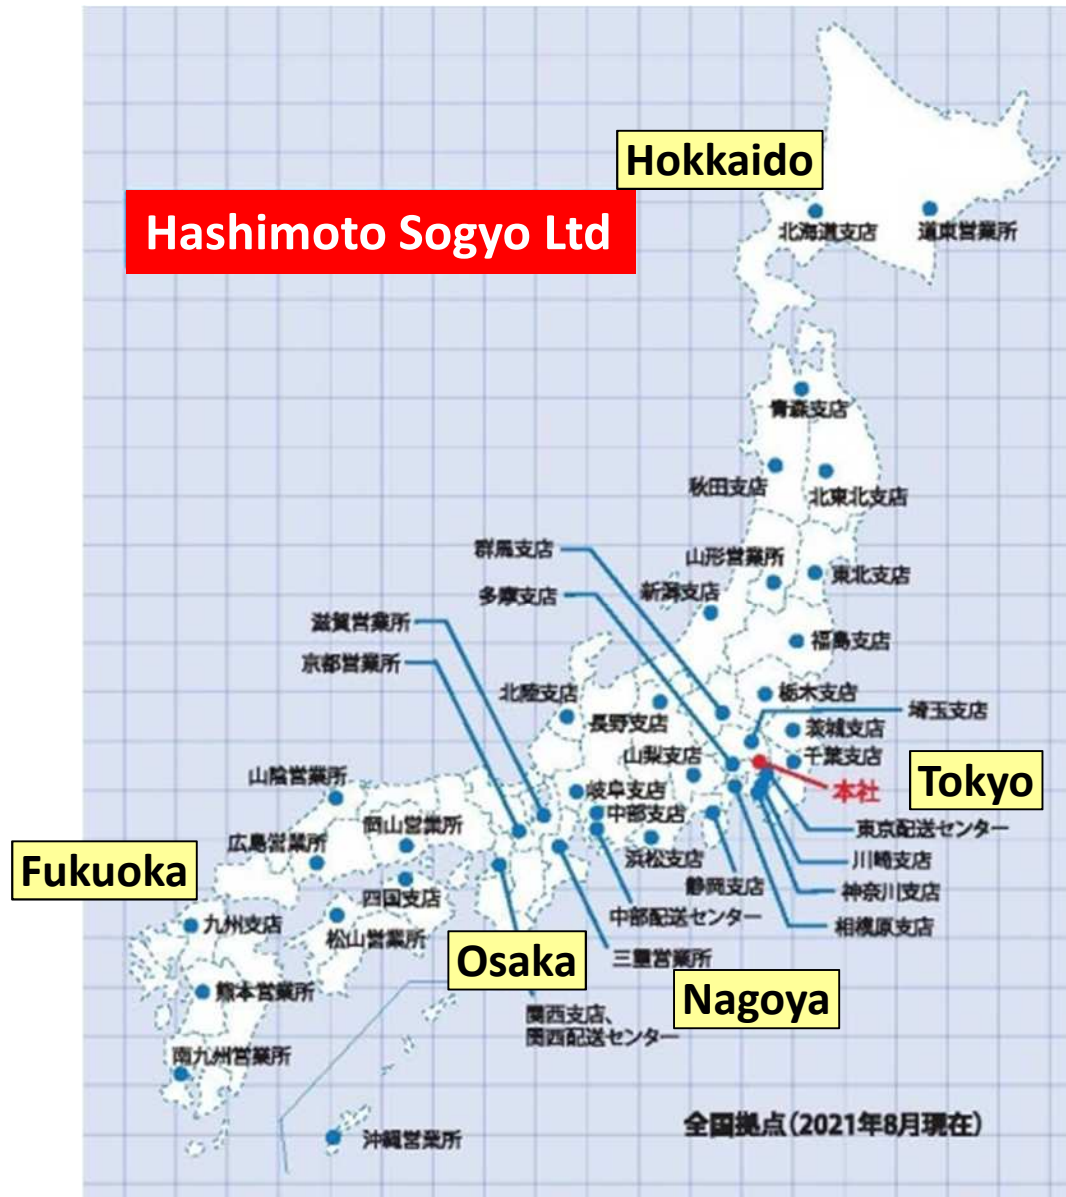 Hokkaido
Hashimoto Sogyo Ltd
北海道支店
道東営業所
青森支店
秋田支店
北東北支店
群馬支店
山形営業所
東北支店
多摩支店
新潟支店
滋賀営業所
福島支店
京都営業所
北陸支店
栃木支店
長野支店
埼玉支店
茨城支店
山梨支店
千葉支店
山陰営業所
岐阜支店
本社
Tokyo
中部支店
岡山営業所
東京配送センター
広島営業所
浜松支店
川崎支店
Fukuoka
静岡支店
神奈川支店
四国支店
中部配送センター
九州支店
相模原支店
松山営業所
Osaka
三重営業所
熊本営業所
Nagoya
関西支店、
関西配送センター
南九州営業所
全国拠点(2021年8月現在)
沖縄営業所